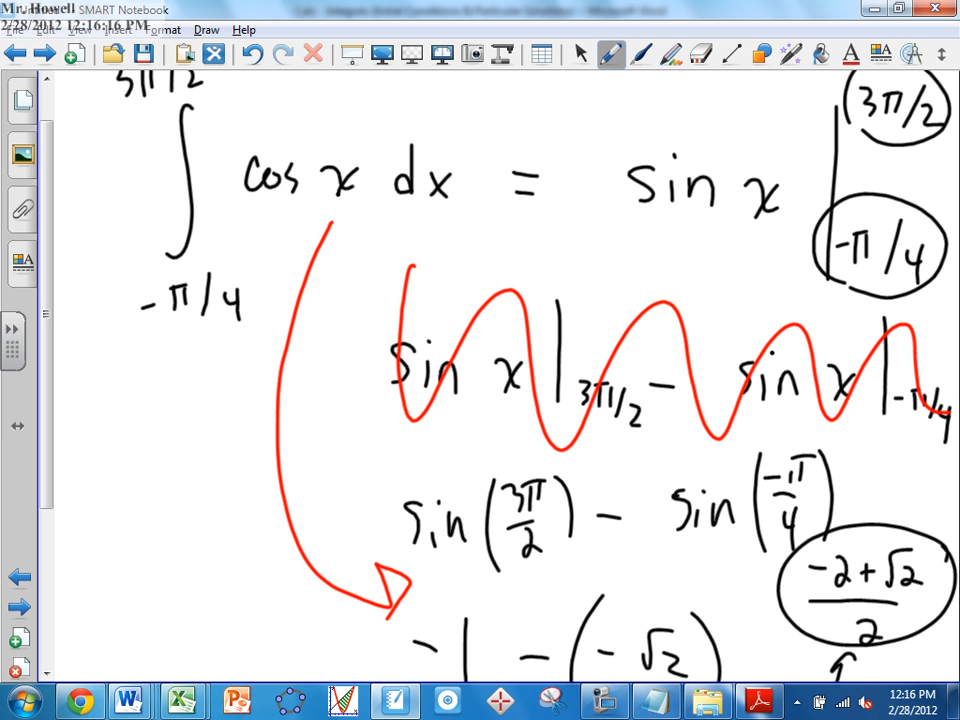 Mr. Howell
SMART Notebook
2/28/2012 12:16:16 PM
File Edit View Insert Format Draw Help
3π/2
∫ cos x dx = sin x |
3π/2
-π/4
-π/4
sin x | 3π/2 - sin x | -π/4
sin (3π/2) - sin (-π/4)
-2+√2
2
-1 - (-√2)
12:16 PM
2/28/2012